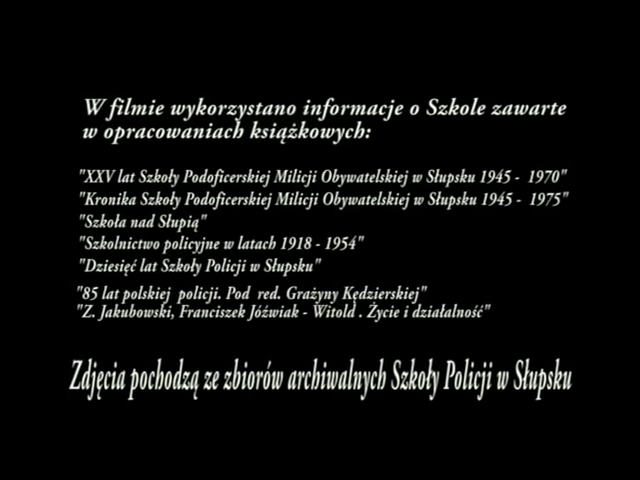 W filmie wykorzystano informacje o Szkole zawarte
w opracowaniach książkowych:
"XXV lat Szkoły Podoficerskiej Milicji Obywatelskiej w Słupsku 1945 - 1970"
"Kronika Szkoły Podoficerskiej Milicji Obywatelskiej w Słupsku 1945 - 1975"
"Szkoła nad Słupią"
"Szkolnictwo policyjne w latach 1918 - 1954"
"Dziesięć lat Szkoły Policji w Słupsku"
"85 lat polskiej policji. Pod red. Grażyny Kędzierskiej"
"Z. Jakubowski, Franciszek Jóźwiak - Witold . Życie i działalność"
Zdjęcia pochodzą ze zbiorów archiwalnych Szkoły Policji w Słupsku